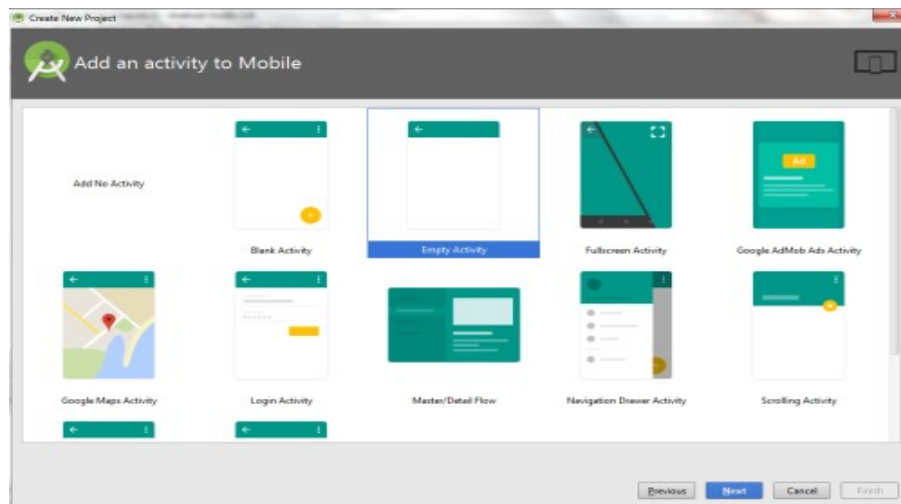 Create New Project
Add an activity to Mobile
Add No Activity
Blank Activity
Empty Activity
Fullscreen Activity
Ad
Google AdMob Ads Activity
Google Maps Activity
Login Activity
Master/Detail Flow
Navigation Drawer Activity
Scrolling Activity
Previous
Next
Cancel
Finish